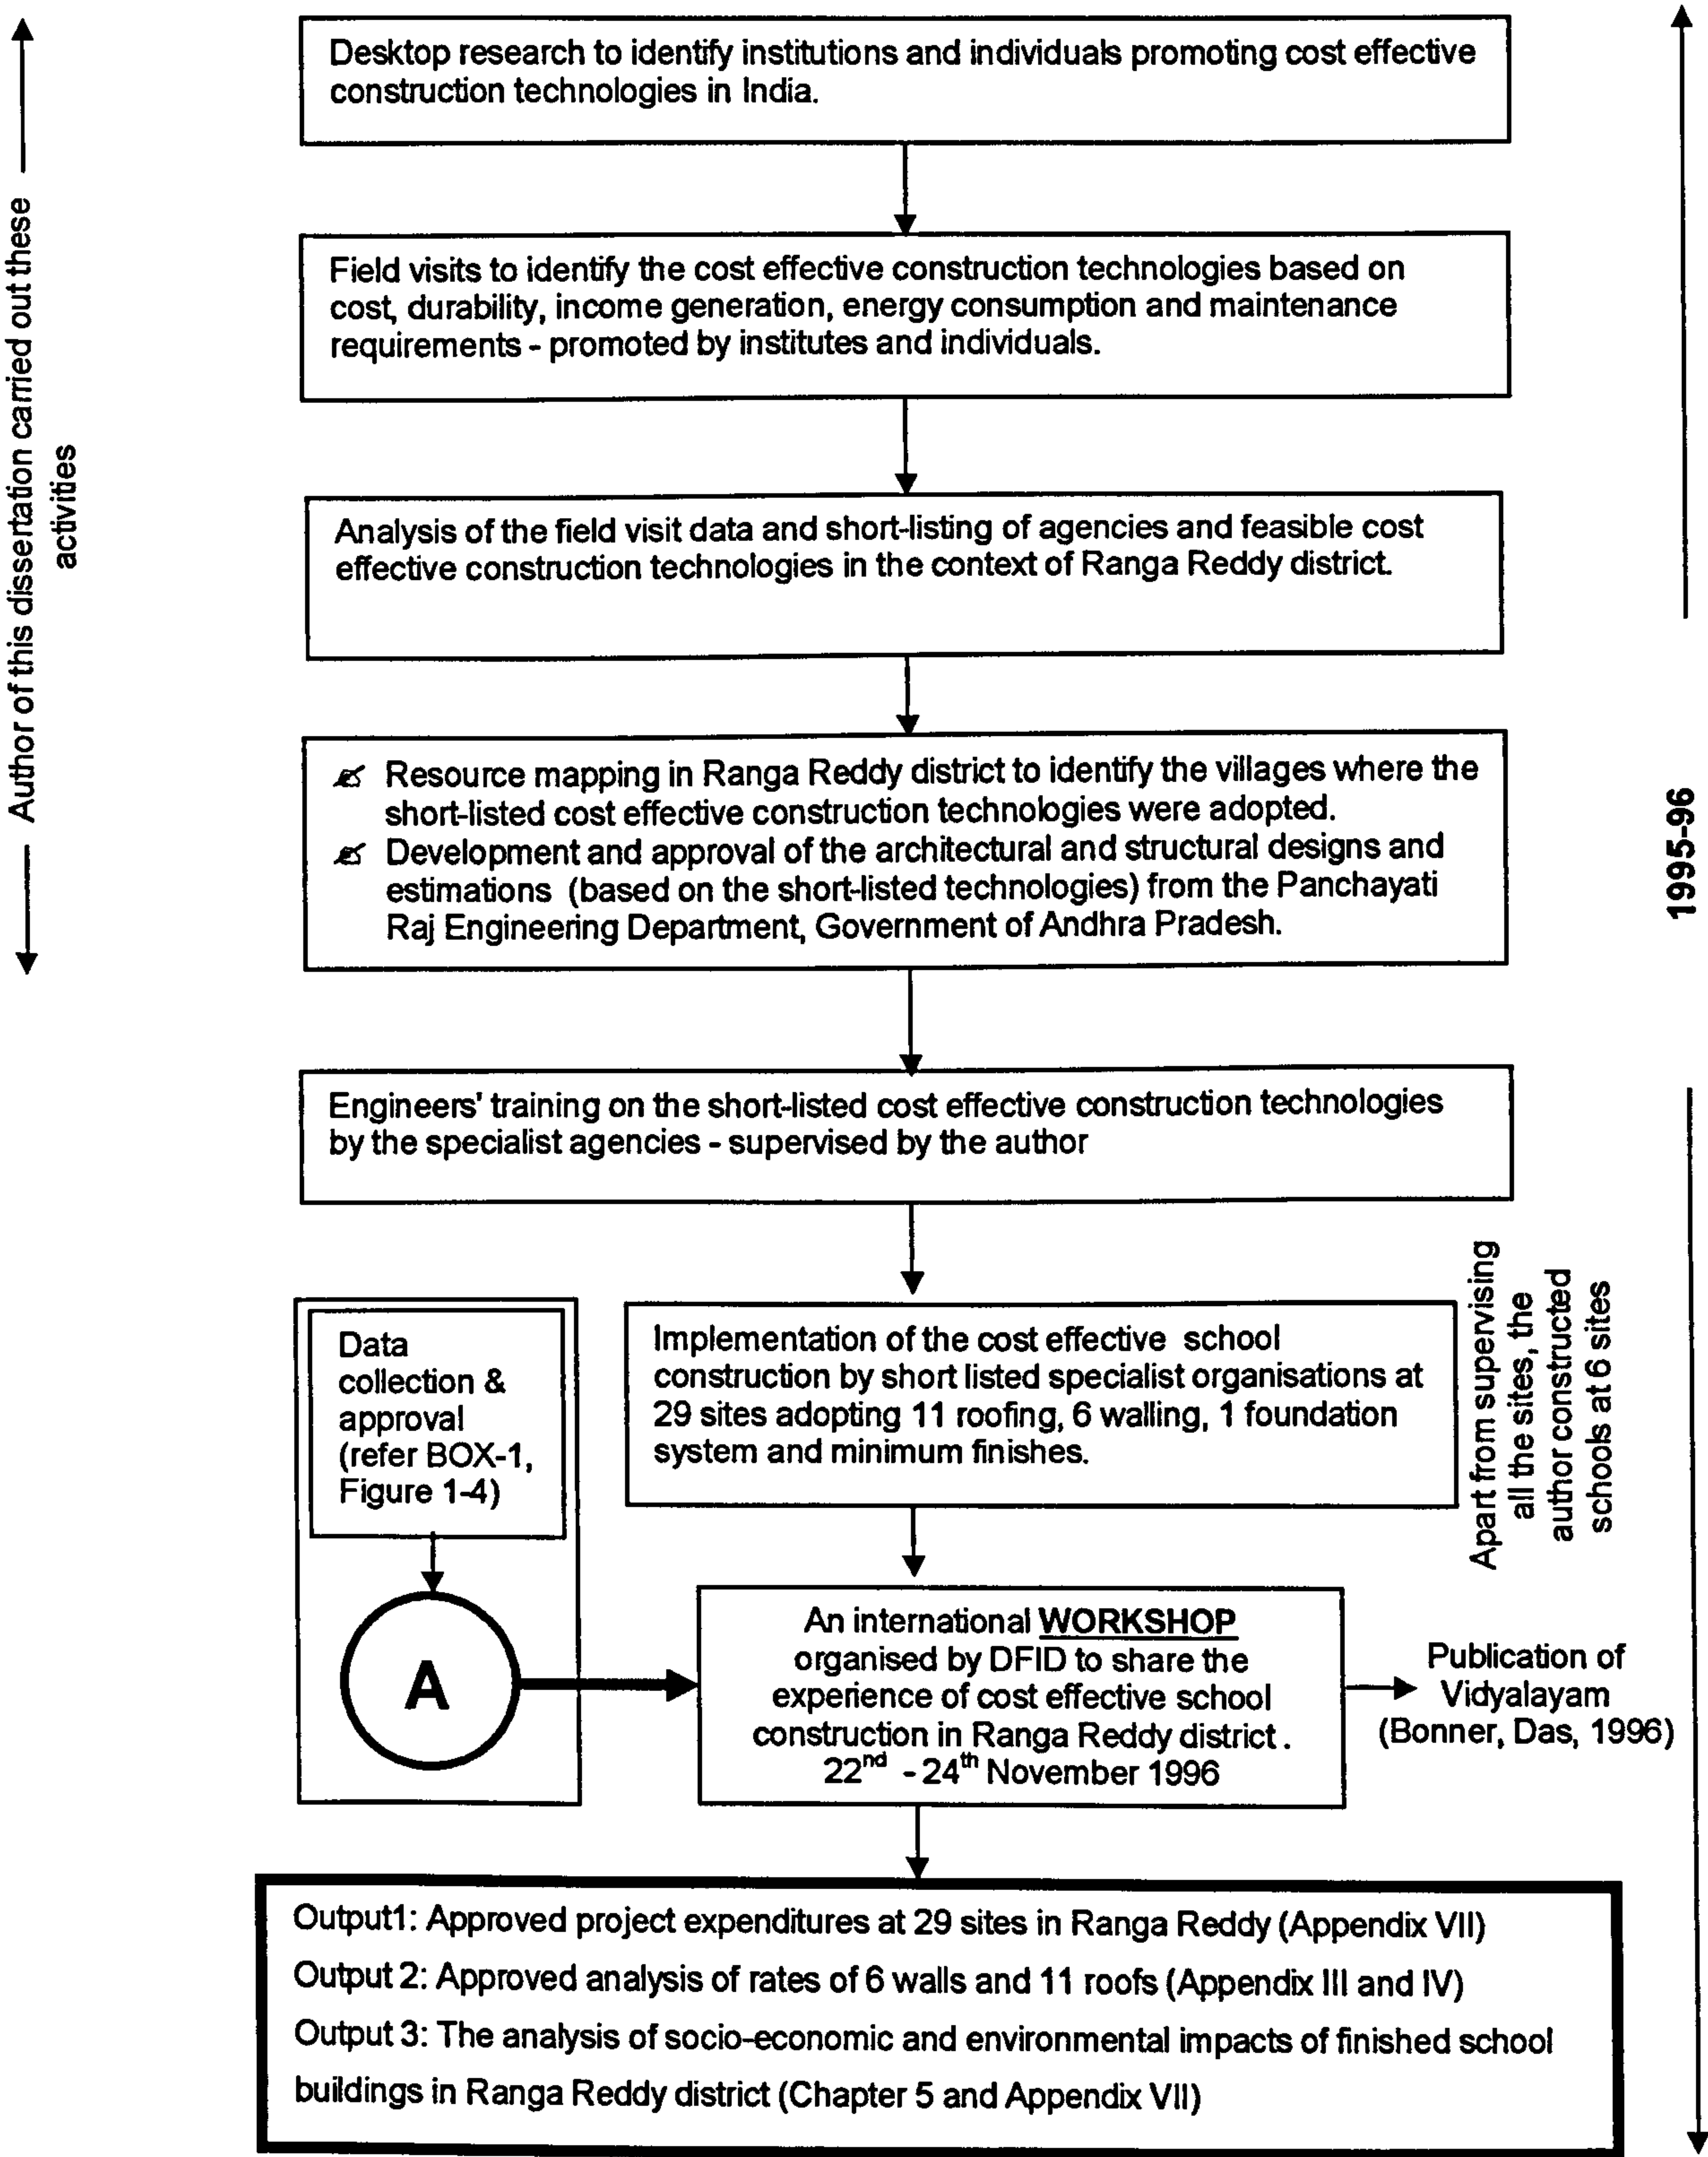 Desktop research to identify institutions and individuals promoting cost effective
construction technologies in India.
Author of this dissertation carried out these
activities
Field visits to identify the cost effective construction technologies based on
cost, durability, income generation, energy consumption and maintenance
requirements - promoted by institutes and individuals.
Analysis of the field visit data and short-listing of agencies and feasible cost
effective construction technologies in the context of Ranga Reddy district.
Resource mapping in Ranga Reddy district to identify the villages where the
short-listed cost effective construction technologies were adopted.
Development and approval of the architectural and structural designs and
estimations (based on the short-listed technologies) from the Panchayati
Raj Engineering Department, Government of Andhra Pradesh.
1995-96
Engineers' training on the short-listed cost effective construction technologies
by the specialist agencies - supervised by the author
Data
collection &
approval
(refer BOX-1,
Figure 1-4)
Implementation of the cost effective school
construction by short listed specialist organisations at
29 sites adopting 11 roofing, 6 walling, 1 foundation
system and minimum finishes.
Apart from supervising
all the sites, the
author constructed
schools at 6 sites
A
An international WORKSHOP
organised by DFID to share the
experience of cost effective school
construction in Ranga Reddy district.
22nd - 24th November 1996
Publication of
Vidyalayam
(Bonner, Das, 1996)
Output1: Approved project expenditures at 29 sites in Ranga Reddy (Appendix VII)
Output 2: Approved analysis of rates of 6 walls and 11 roofs (Appendix III and IV)
Output 3: The analysis of socio-economic and environmental impacts of finished school
buildings in Ranga Reddy district (Chapter 5 and Appendix VII)